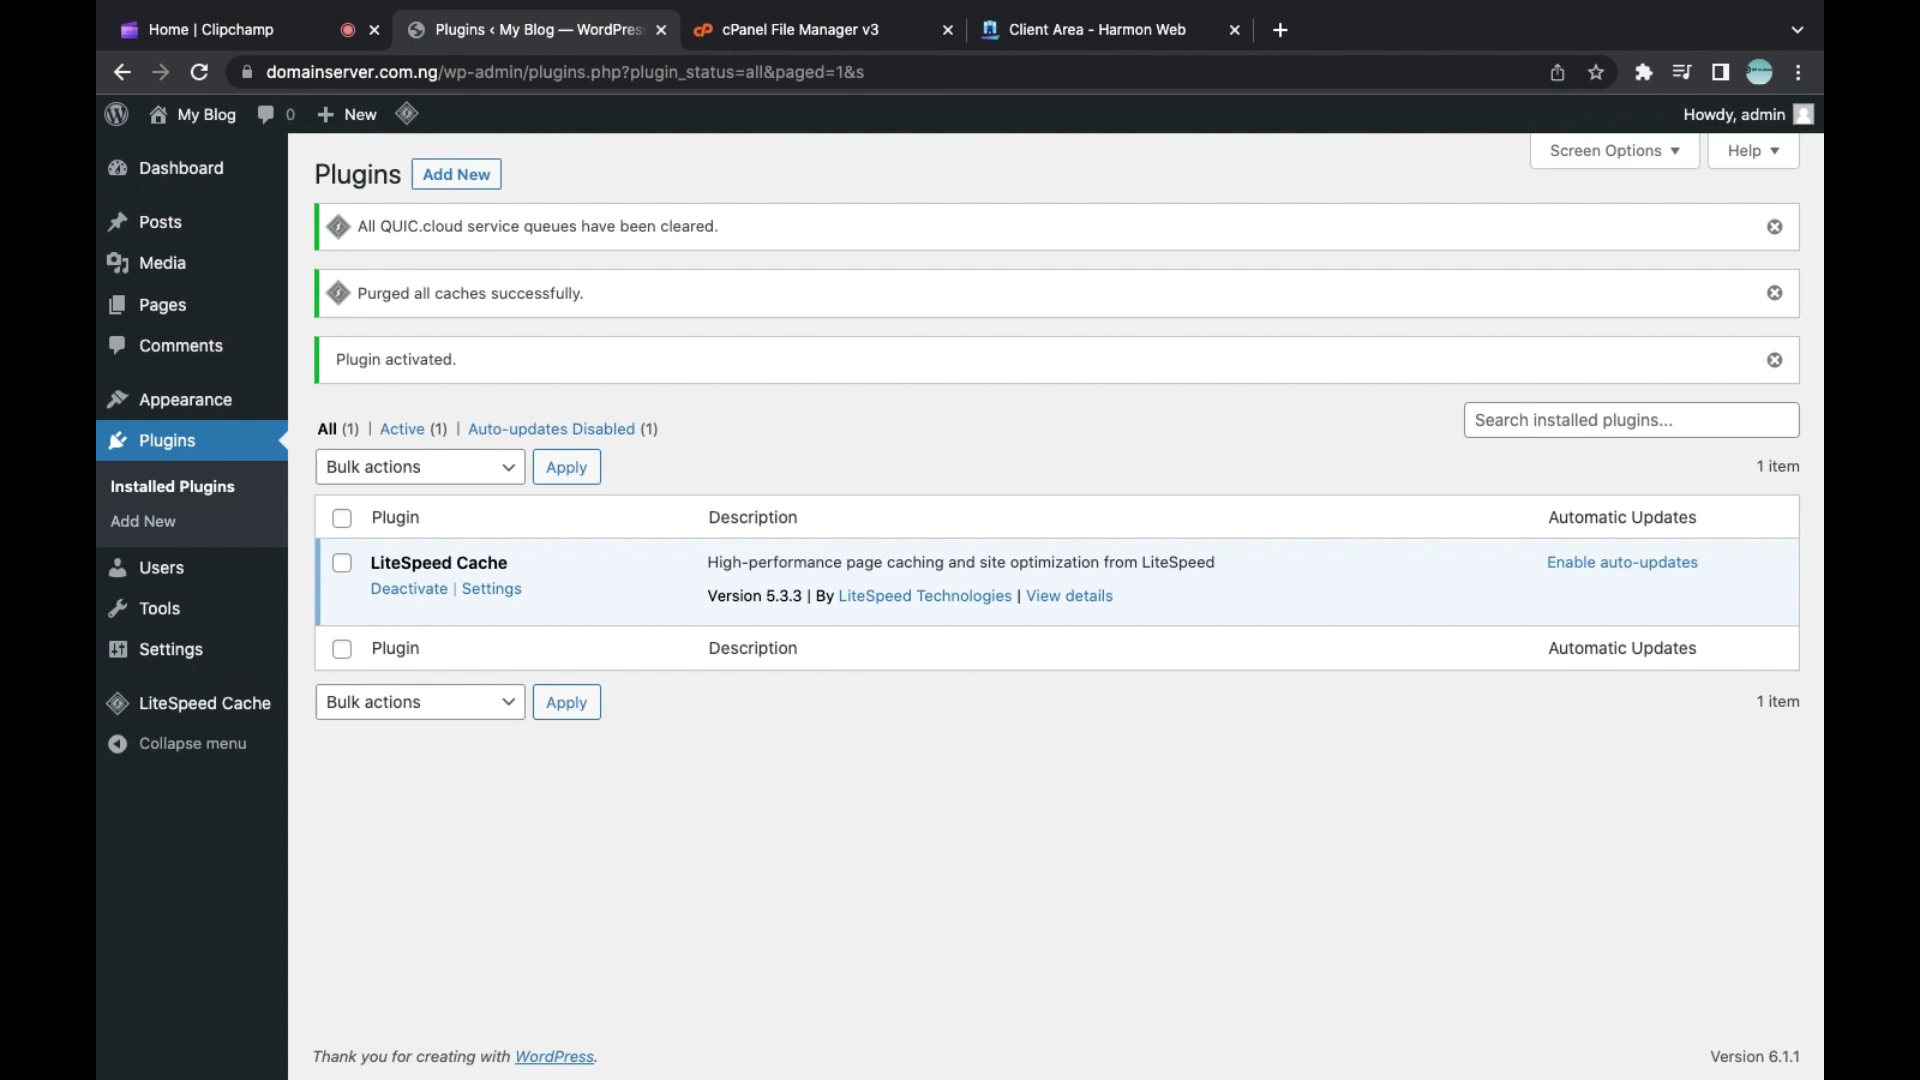 Home | Clipchamp
Plugins ‹ My Blog — WordPres
cPanel File Manager v3
Client Area - Harmon Web
domainserver.com.ng/wp-admin/plugins.php?plugin_status=all&paged=1&s
My Blog
0
New
Howdy, admin
Dashboard
Posts
Media
Pages
Comments
Appearance
Plugins
Installed Plugins
Add New
Users
Tools
Settings
LiteSpeed Cache
Collapse menu
Screen Options
Help
Plugins
Add New
All QUIC.cloud service queues have been cleared.
Purged all caches successfully.
Plugin activated.
All (1) | Active (1) | Auto-updates Disabled (1)
Search installed plugins...
Bulk actions
Apply
1 item
Plugin
Description
Automatic Updates
LiteSpeed Cache
Deactivate | Settings
High-performance page caching and site optimization from LiteSpeed
Version 5.3.3 | By LiteSpeed Technologies | View details
Enable auto-updates
Plugin
Description
Automatic Updates
Bulk actions
Apply
1 item
Thank you for creating with WordPress.
Version 6.1.1